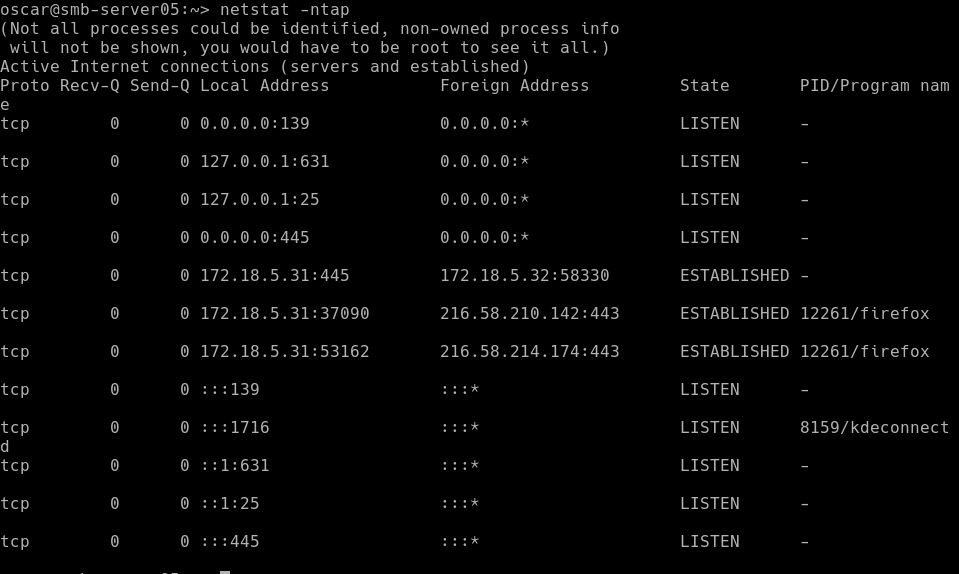 oscar@smb-server05:~> netstat -ntap
(Not all processes could be identified, non-owned process info
 will not be shown, you would have to be root to see it all.)
Active Internet connections (servers and established)
Proto Recv-Q Send-Q Local Address           Foreign Address         State       PID/Program nam
e
tcp        0      0 0.0.0.0:139             0.0.0.0:*               LISTEN      -
tcp        0      0 127.0.0.1:631           0.0.0.0:*               LISTEN      -
tcp        0      0 127.0.0.1:25            0.0.0.0:*               LISTEN      -
tcp        0      0 0.0.0.0:445             0.0.0.0:*               LISTEN      -
tcp        0      0 172.18.5.31:445         172.18.5.32:58330       ESTABLISHED -
tcp        0      0 172.18.5.31:37090       216.58.210.142:443      ESTABLISHED 12261/firefox
tcp        0      0 172.18.5.31:53162       216.58.214.174:443      ESTABLISHED 12261/firefox
tcp        0      0 :::139                  :::*                    LISTEN      -
tcp        0      0 :::1716                 :::*                    LISTEN      8159/kdeconnect
d
tcp        0      0 ::1:631                 :::*                    LISTEN      -
tcp        0      0 ::1:25                  :::*                    LISTEN      -
tcp        0      0 :::445                  :::*                    LISTEN      -